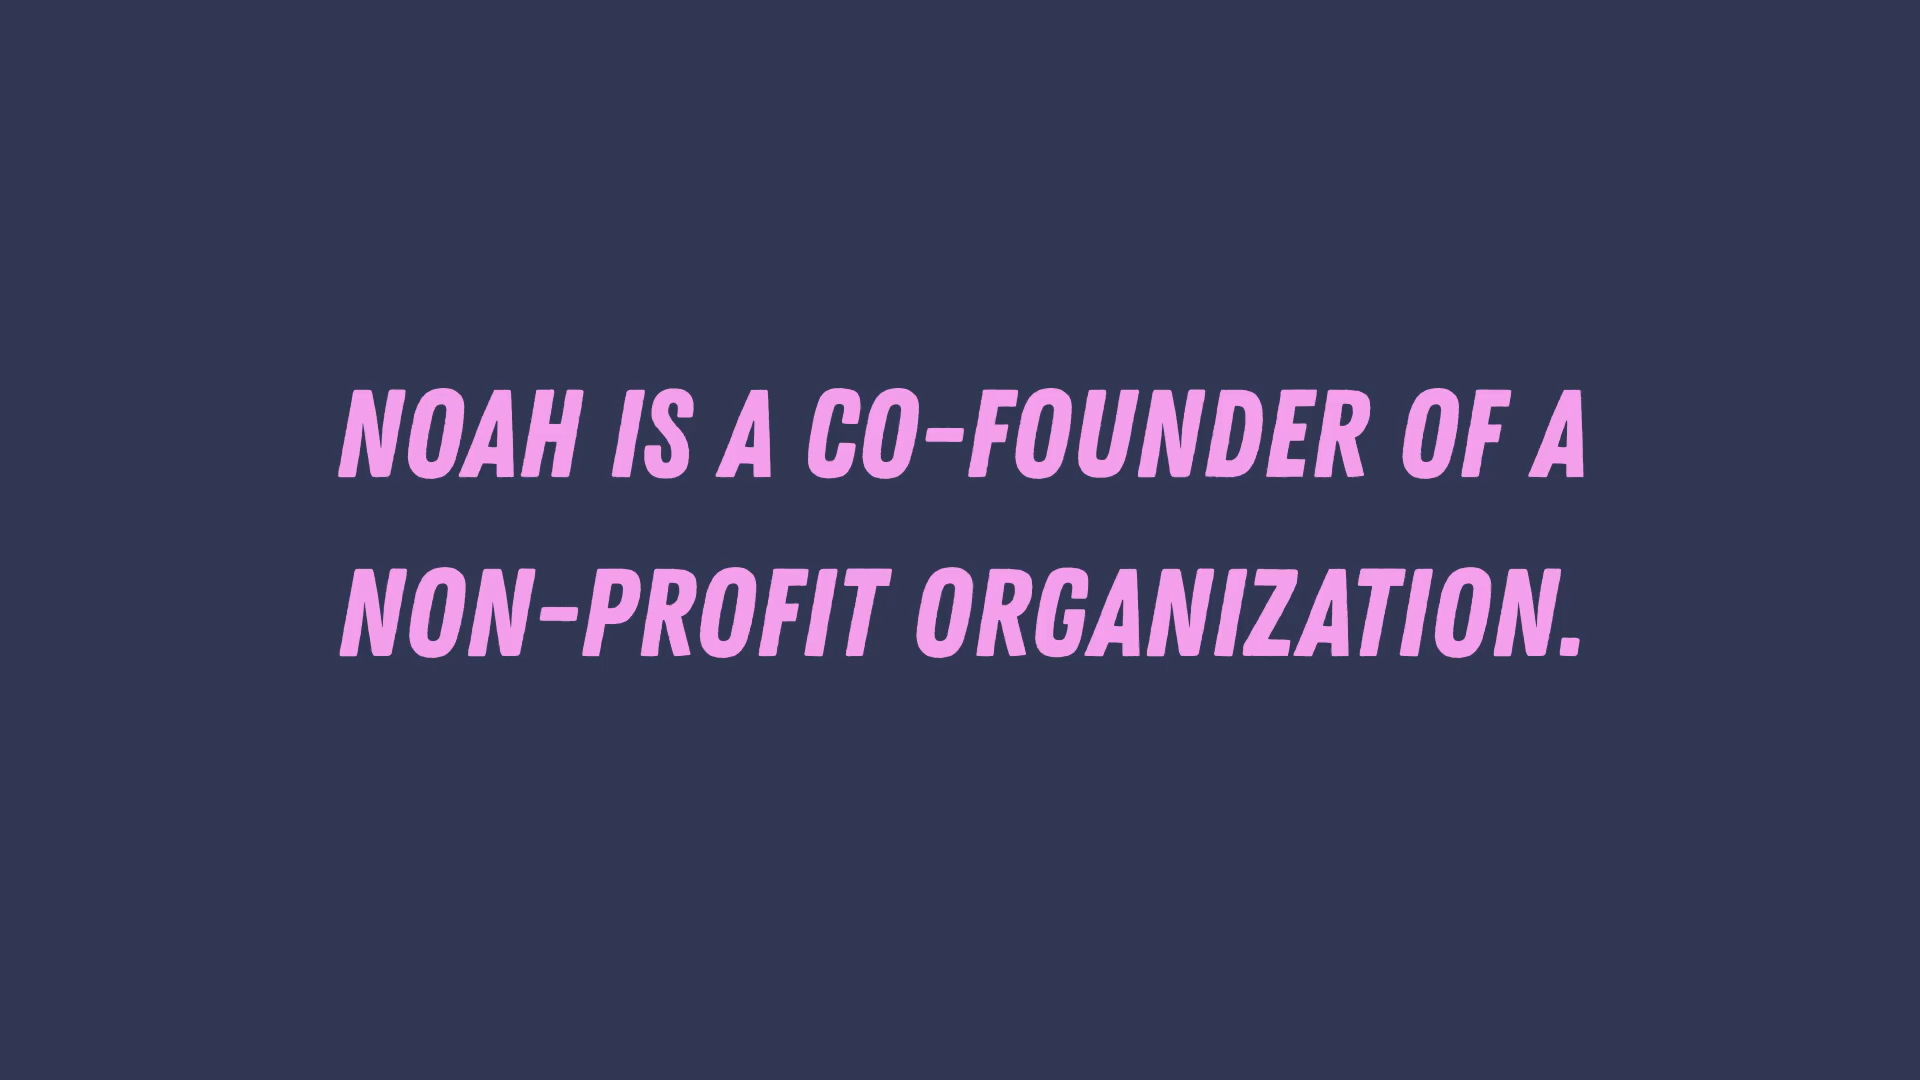 NOAH IS A CO-FOUNDER OF A
NON-PROFIT ORGANIZATION.